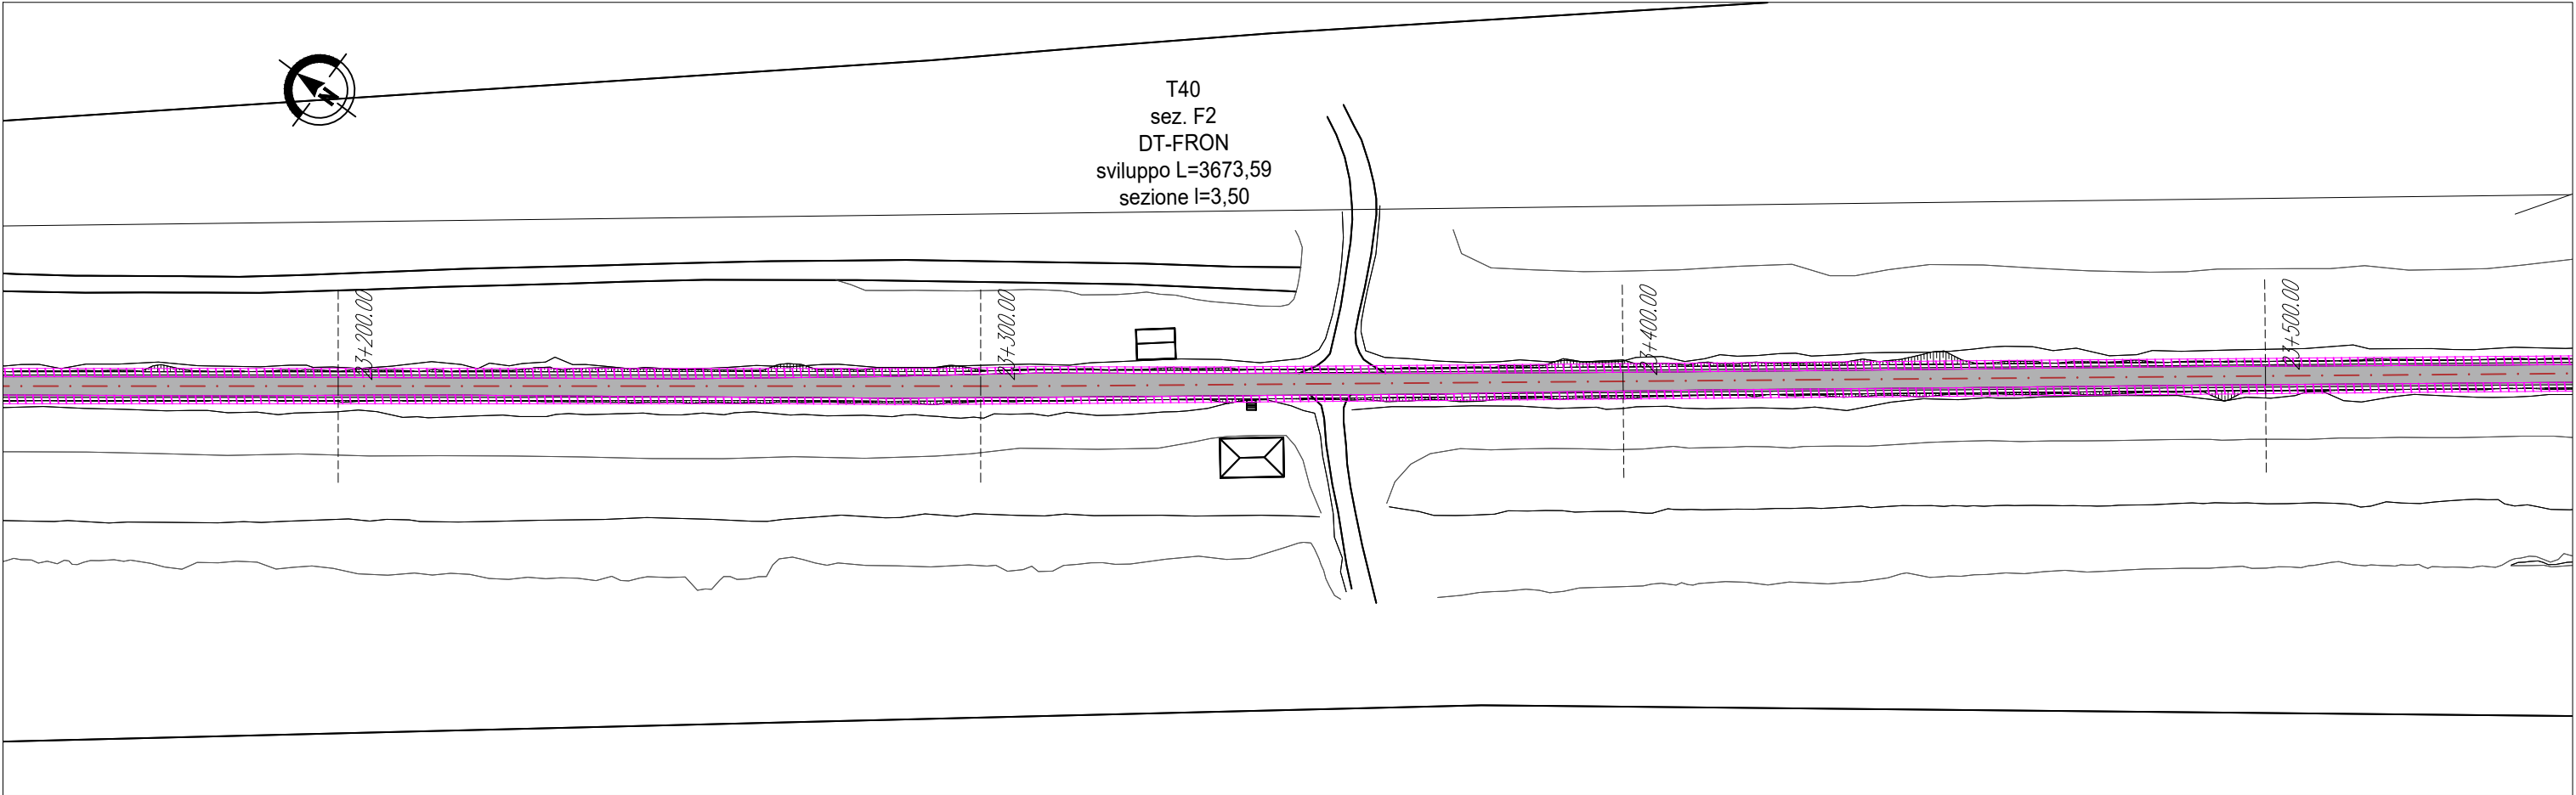 N
T40
sez. F2
DT-FRON
sviluppo L=3673,59
sezione l=3,50
23+200.00
23+300.00
23+400.00
23+500.00